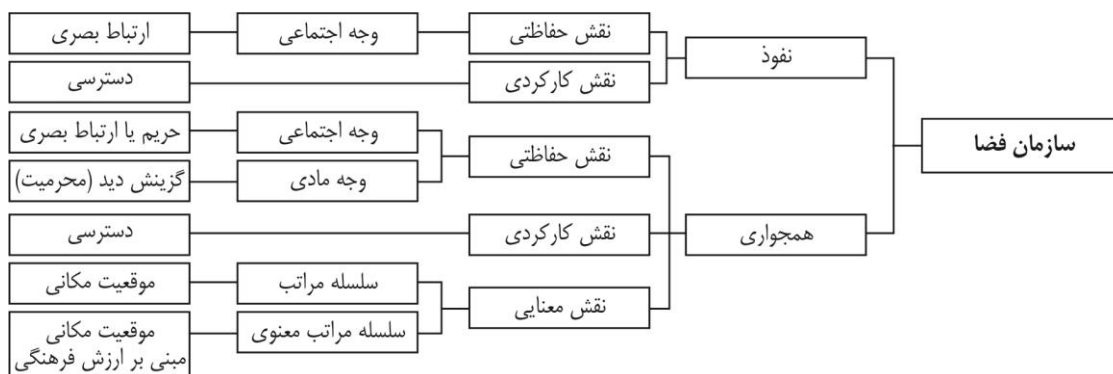 سازمان فضا
نفوذ
نقش حفاظتی
وجه اجتماعی
ارتباط بصری
نقش کارکردی
دسترسی
همجواری
نقش حفاظتی
وجه اجتماعی
حریم یا ارتباط بصری
وجه مادی
گزینش دید (محرمیت)
نقش کارکردی
دسترسی
نقش معنایی
سلسله مراتب
موقعیت مکانی
سلسله مراتب معنوی
موقعیت مکانی
مبنی بر ارزش فرهنگی